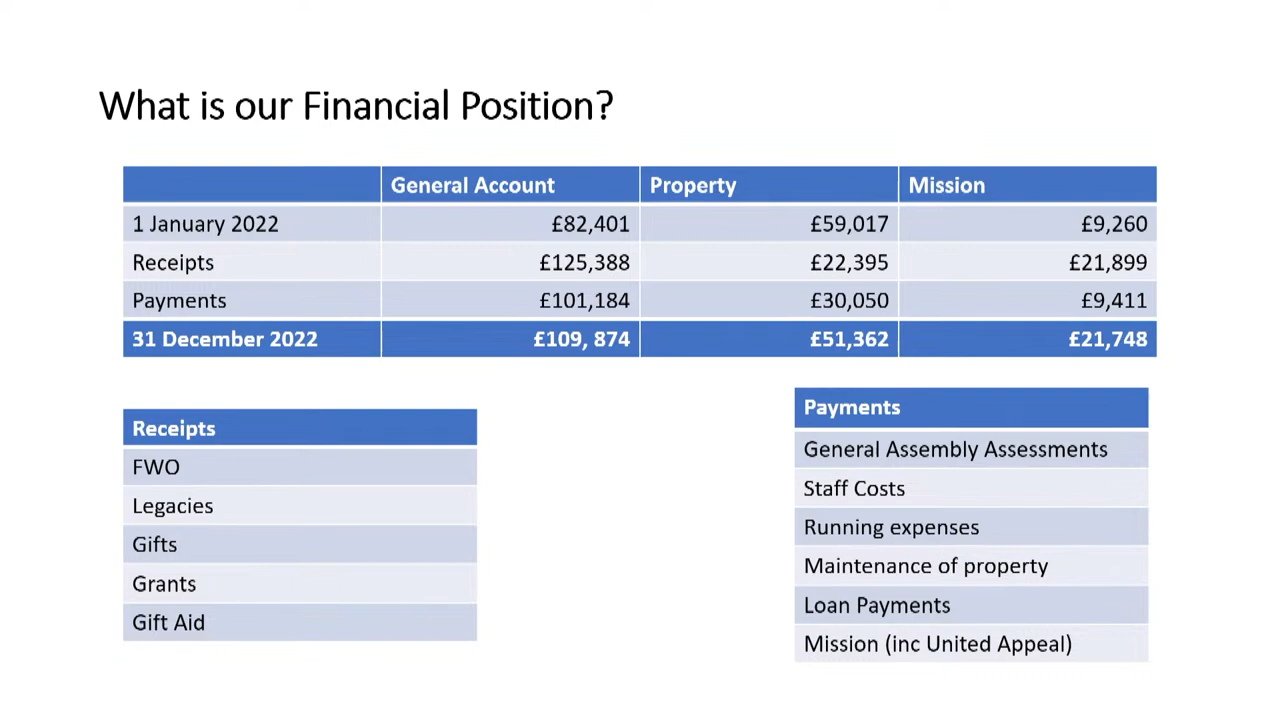 What is our Financial Position?
General Account Property Mission
1 January 2022 £82,401 £59,017 £9,260
Receipts £125,388 £22,395 £21,899
Payments £101,184 £30,050 £9,411
31 December 2022 £109, 874 £51,362 £21,748
Receipts
FWO
Legacies
Gifts
Grants
Gift Aid
Payments
General Assembly Assessments
Staff Costs
Running expenses
Maintenance of property
Loan Payments
Mission (inc United Appeal)